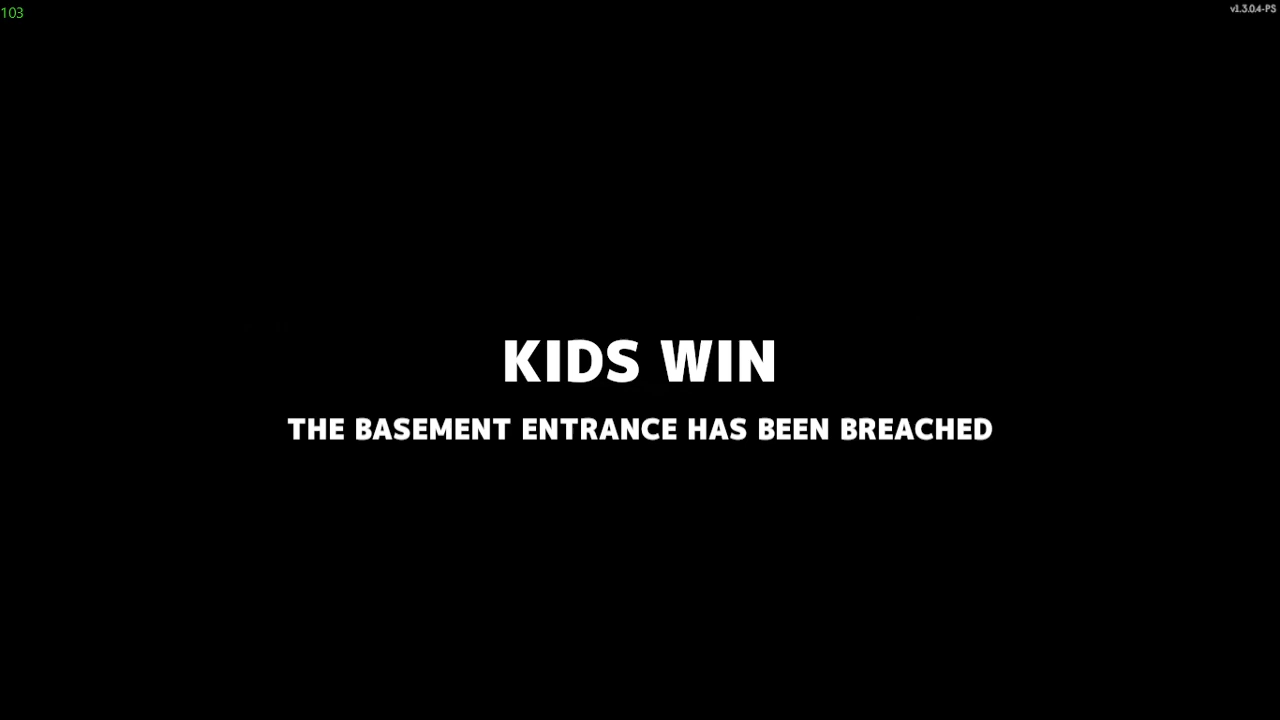 103
v1.3.0.4-PS
KIDS WIN
THE BASEMENT ENTRANCE HAS BEEN BREACHED